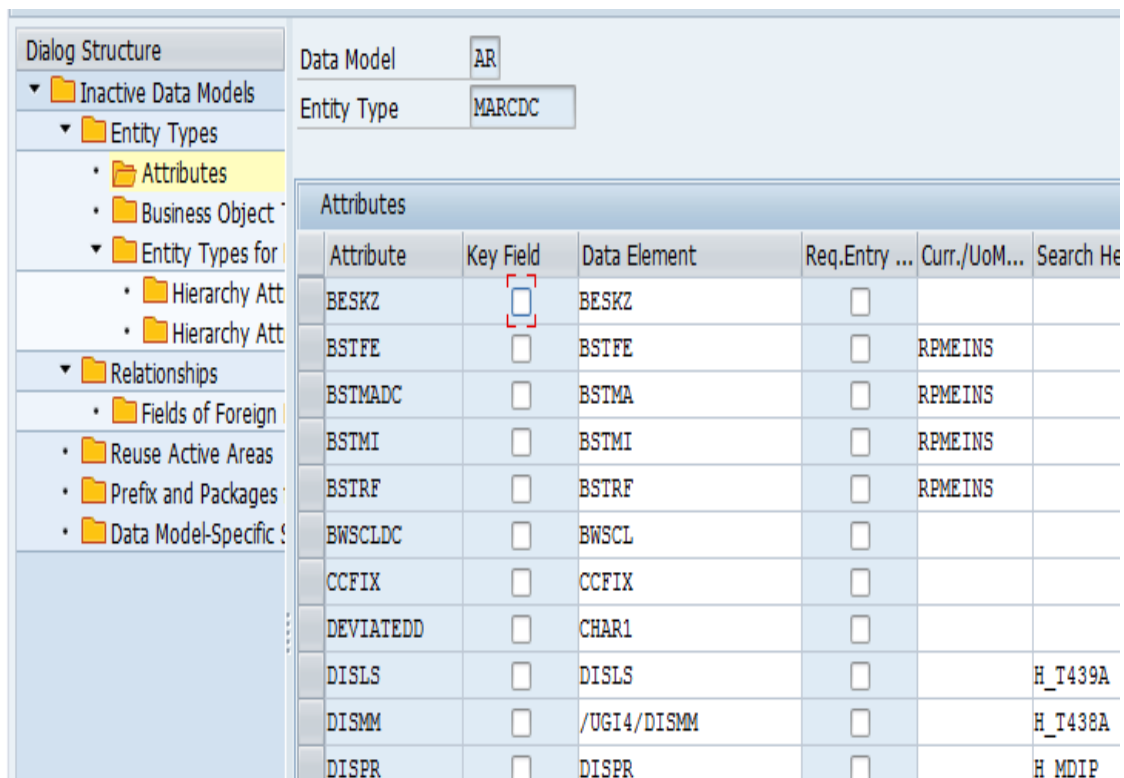 Dialog Structure
Inactive Data Models
Entity Types
Attributes
Business Object
Entity Types for
Hierarchy Att
Hierarchy Att
Relationships
Fields of Foreign
Reuse Active Areas
Prefix and Packages
Data Model-Specific
Data Model AR
Entity Type MARCDC
Attributes
Attribute Key Field Data Element Req.Entry ... Curr./UoM... Search He
BESKZ BESKZ
BSTFE BSTFE RPMEINS
BSTMADC BSTMA RPMEINS
BSTMI BSTMI RPMEINS
BSTRF BSTRF RPMEINS
BWSCLDC BWSCL
CCFIX CCFIX
DEVIATEDD CHAR1
DISLS DISLS H_T439A
DISMM /UGI4/DISMM H_T438A
DISPR DISPR H_MDIP